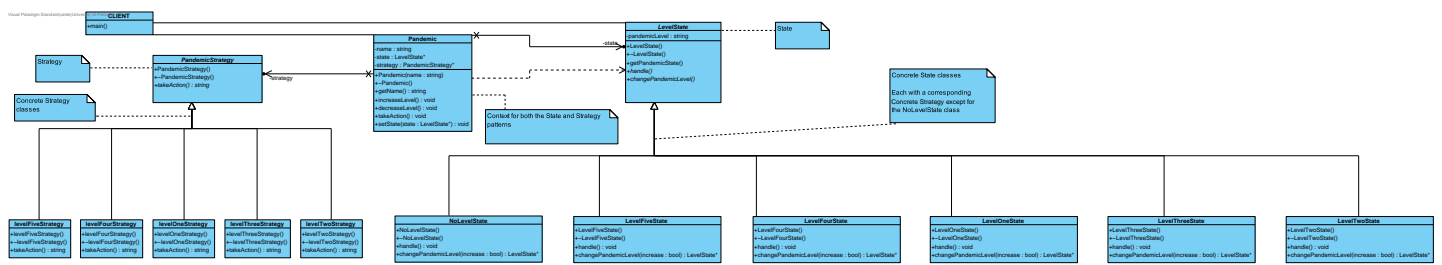 Visual Paradigm Standard
CLIENT
+main()
LevelState
-pandemicLevel : string
+LevelState()
+~LevelState()
+getPandemicState()
+handle()
+changePandemicLevel()
State
-state
Pandemic
-name : string
-state : LevelState*
-strategy : PandemicStrategy*
+Pandemic(name : string)
+~Pandemic()
+getName() : string
+increaseLevel() : void
+decreaseLevel() : void
+takeAction() : void
+setState(state : LevelState*) : void
Strategy
PandemicStrategy
+PandemicStrategy()
+~PandemicStrategy()
+takeAction() : string
-strategy
Concrete Strategy
classes
Context for both the State and Strategy
patterns
Concrete State classes
Each with a corresponding
Concrete Strategy except for
the NoLevelState class
levelFiveStrategy
+levelFiveStrategy()
+~levelFiveStrategy()
+takeAction() : string
levelFourStrategy
+levelFourStrategy()
+~levelFourStrategy()
+takeAction() : string
levelOneStrategy
+levelOneStrategy()
+~levelOneStrategy()
+takeAction() : string
levelThreeStrategy
+levelThreeStrategy()
+~levelThreeStrategy()
+takeAction() : string
levelTwoStrategy
+levelTwoStrategy()
+~levelTwoStrategy()
+takeAction() : string
NoLevelState
+NoLevelState()
+~NoLevelState()
+handle() : void
+changePandemicLevel(increase : bool) : LevelState*
LevelFiveState
+LevelFiveState()
+~LevelFiveState()
+handle() : void
+changePandemicLevel(increase : bool) : LevelState*
LevelFourState
+LevelFourState()
+~LevelFourState()
+handle() : void
+changePandemicLevel(increase : bool) : LevelState*
LevelOneState
+LevelOneState()
+~LevelOneState()
+handle() : void
+changePandemicLevel(increase : bool) : LevelState*
LevelThreeState
+LevelThreeState()
+~LevelThreeState()
+handle() : void
+changePandemicLevel(increase : bool) : LevelState*
LevelTwoState
+LevelTwoState()
+~LevelTwoState()
+handle() : void
+changePandemicLevel(increase : bool) : LevelState*